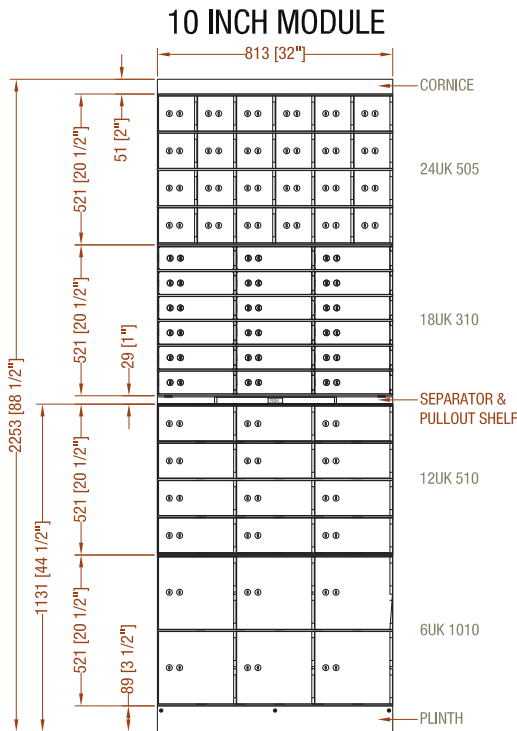 10 INCH MODULE
813 [32"]
CORNICE
51 [2"]
521 [20 1/2"]
24UK 505
521 [20 1/2"]
18UK 310
29 [1"]
2253 [88 1/2"]
SEPARATOR &
PULLOUT SHELF
521 [20 1/2"]
12UK 510
1131 [44 1/2"]
521 [20 1/2"]
6UK 1010
89 [3 1/2"]
PLINTH